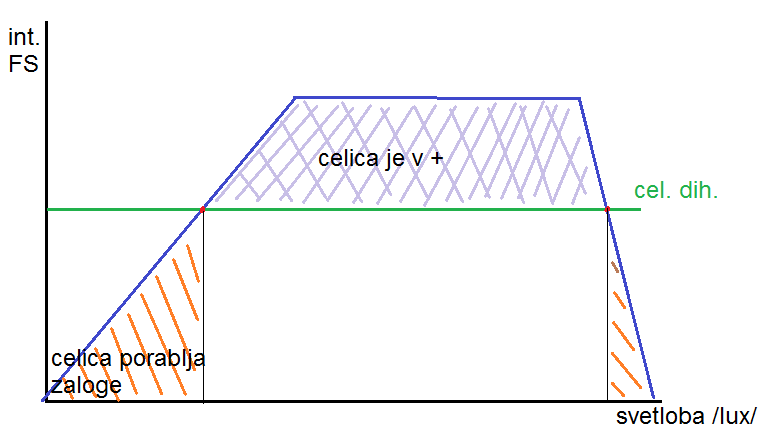 int.
FS
celica je v +
cel. dih.
celica porablja
zaloge
svetloba /lux/